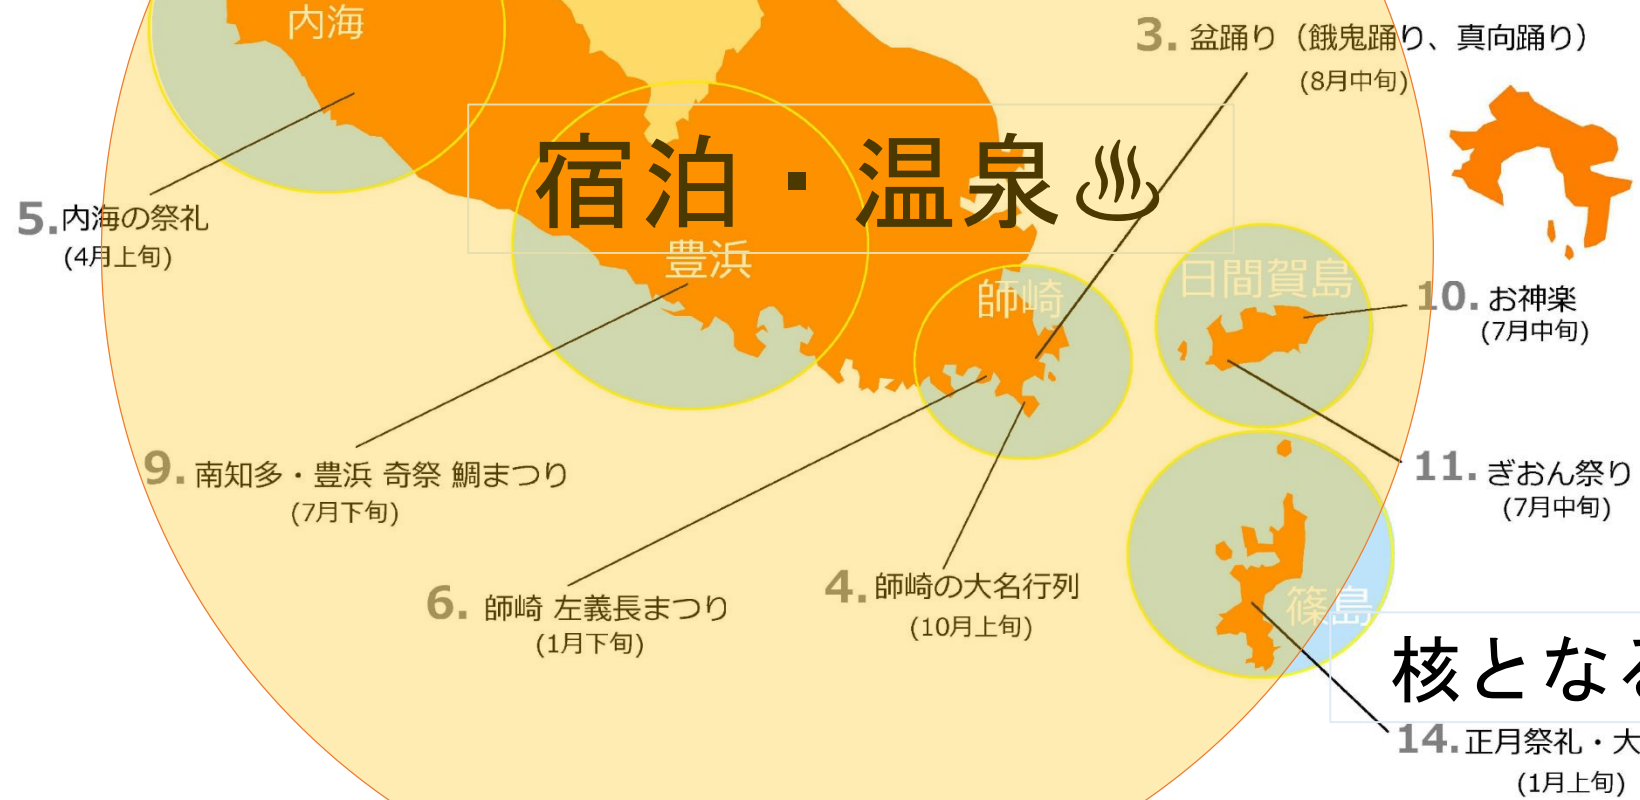 内海
3. 盆踊り（餓鬼踊り、真向踊り）
(8月中旬)
宿泊・温泉♨
5.内海の祭礼
(4月上旬)
豊浜
師崎
日間賀島
10. お神楽
(7月中旬)
9. 南知多・豊浜 奇祭 鯛まつり
(7月下旬)
11. ぎおん祭り
(7月中旬)
6. 師崎 左義長まつり
(1月下旬)
4. 師崎の大名行列
(10月上旬)
篠島
核となる
14. 正月祭礼・大
(1月上旬)